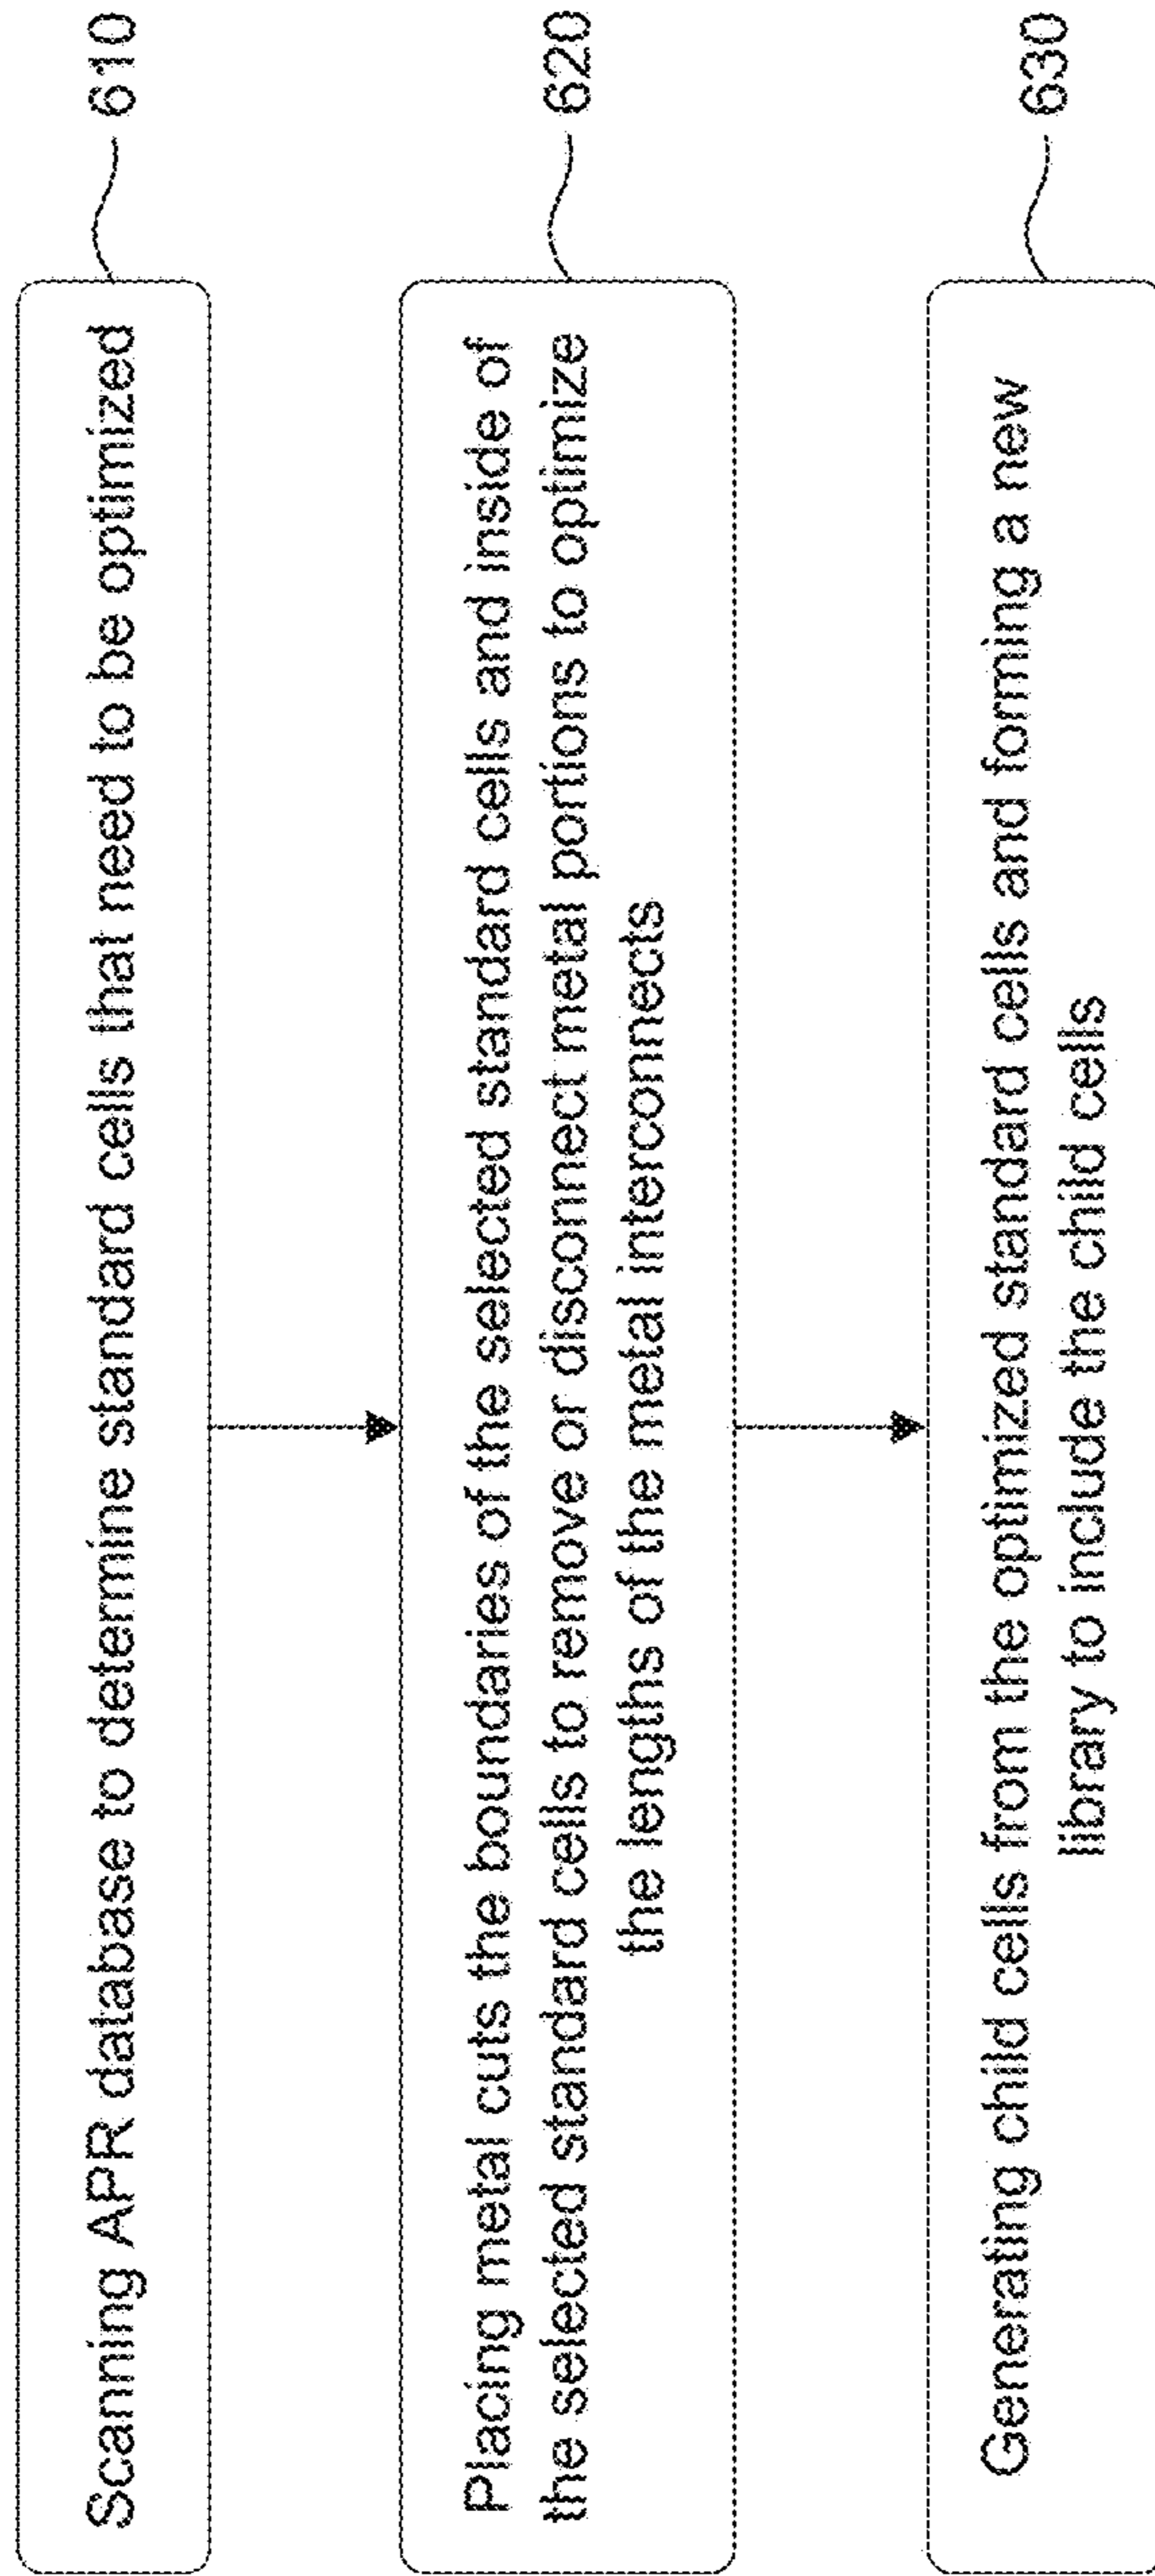 Scanning APR database to determine standard cells that need to be optimized
610
Placing metal cuts the boundaries of the selected standard cells and inside of
the selected standard cells to remove or disconnect metal portions to optimize
the lengths of the metal interconnects
620
Generating child cells from the optimized standard cells and forming a new
library to include the child cells
630